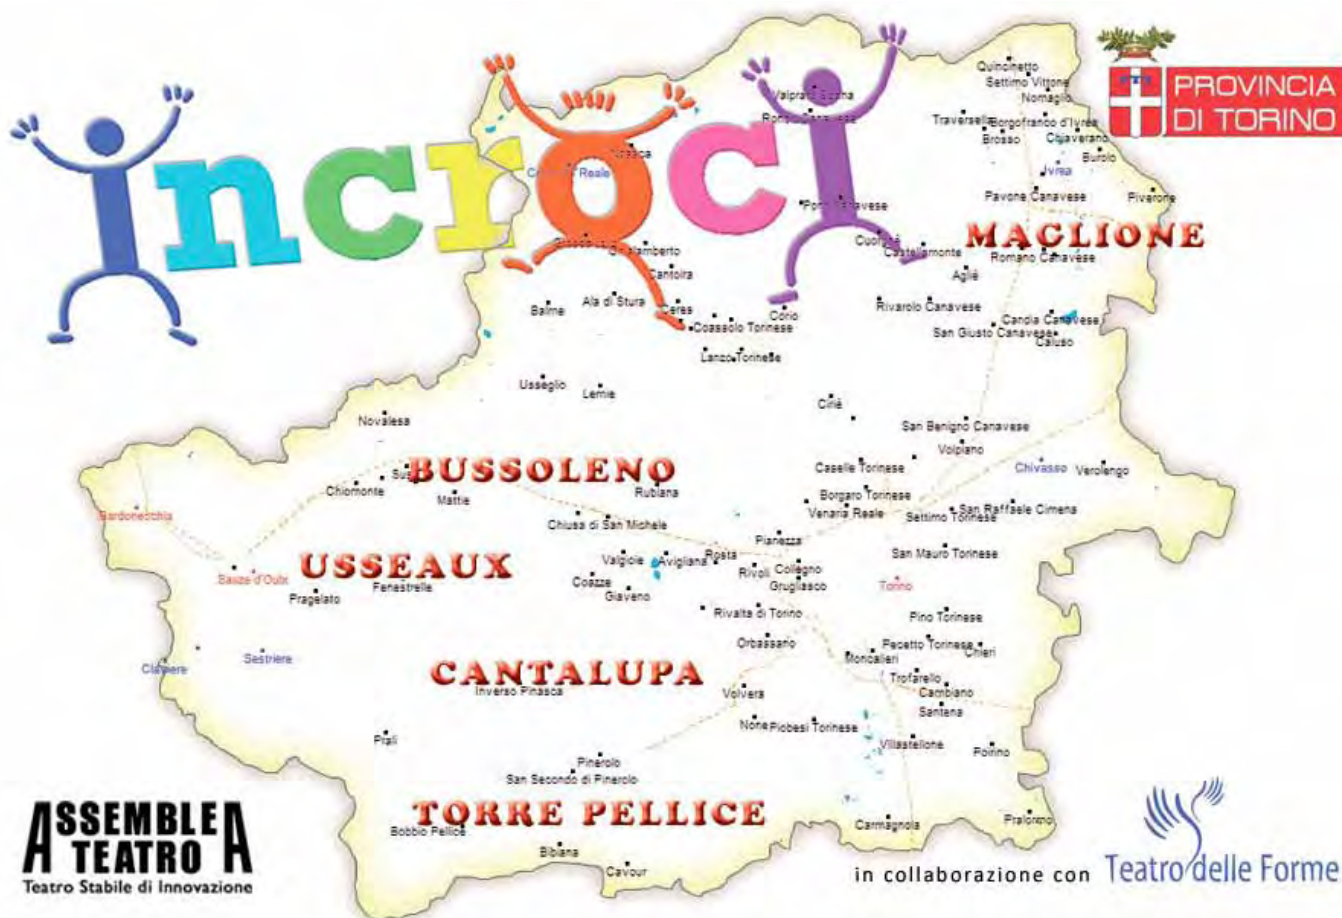 incroci
PROVINCIA
DI TORINO
Quincinetto
Settimo Vittone
Nomaglio
Traversella
Borgofranco d'Ivrea
Brosso
Chiaverano
Burolo
Ivrea
Pavone Canavese
Pivarone
MAGLIONE
Romano Canavese
Castellamonte
Agliè
Cantoira
Ala di Stura
Balme
Ceres
Corio
Coassolo Torinese
Rivarolo Canavese
Candia Canavese
San Giusto Canavese
Caluso
Lanzo Torinese
Usseglio
Lemie
Ciriè
Novalesa
San Benigno Canavese
Volpiano
BUSSOLENO
Caselle Torinese
Chivasso
Verolengo
Chiomonte
Mattie
Rubiana
Borgaro Torinese
Venaria Reale
San Raffaele Cimena
Settimo Torinese
Bardonecchia
Chiusa di San Michele
Pianezza
San Mauro Torinese
USSEAUX
Valgioie
Avigliana
Rosta
Rivoli
Collegno
Grugliasco
Torino
Sauze d'Oulx
Fenestrelle
Pragelato
Coazze
Giaveno
Rivalta di Torino
Pino Torinese
Orbassano
Pecetto Torinese
Chieri
Claviere
Sestriere
Moncalieri
CANTALUPA
Trofarello
Inverso Pinasca
Volvera
Cambiano
Santena
None
Piobesi Torinese
Prali
Villastellone
Poirino
Pinerolo
San Secondo di Pinerolo
TORRE PELLICE
Bobbio Pellice
Carmagnola
Pralormo
Bibiana
Cavour
ASSEMBLEA
TEATRO
Teatro Stabile di Innovazione
in collaborazione con Teatro delle Forme